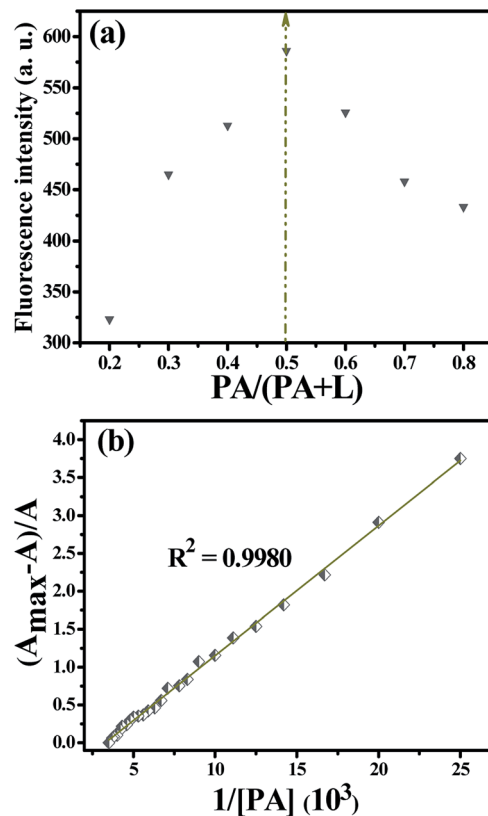 (a)
Fluorescence intensity (a. u.)
600
550
500
450
400
350
300
0.2 0.3 0.4 0.5 0.6 0.7 0.8
PA/(PA+L)
(b)
(Amax-A)/A
4.0
3.5
3.0
2.5
2.0
1.5
1.0
0.5
0.0
R² = 0.9980
5 10 15 20 25
1/[PA] (10³)